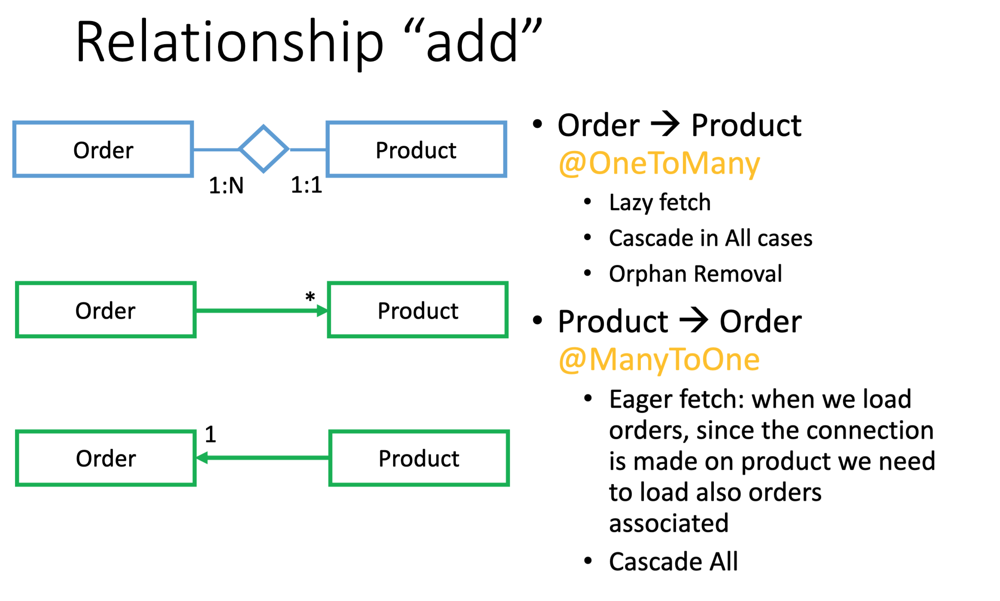 Relationship “add”
Order
Product
1:N
1:1
Order
*
Product
Order
1
Product
• Order → Product
@OneToMany
• Lazy fetch
• Cascade in All cases
• Orphan Removal
• Product → Order
@ManyToOne
• Eager fetch: when we load
orders, since the connection
is made on product we need
to load also orders
associated
• Cascade All